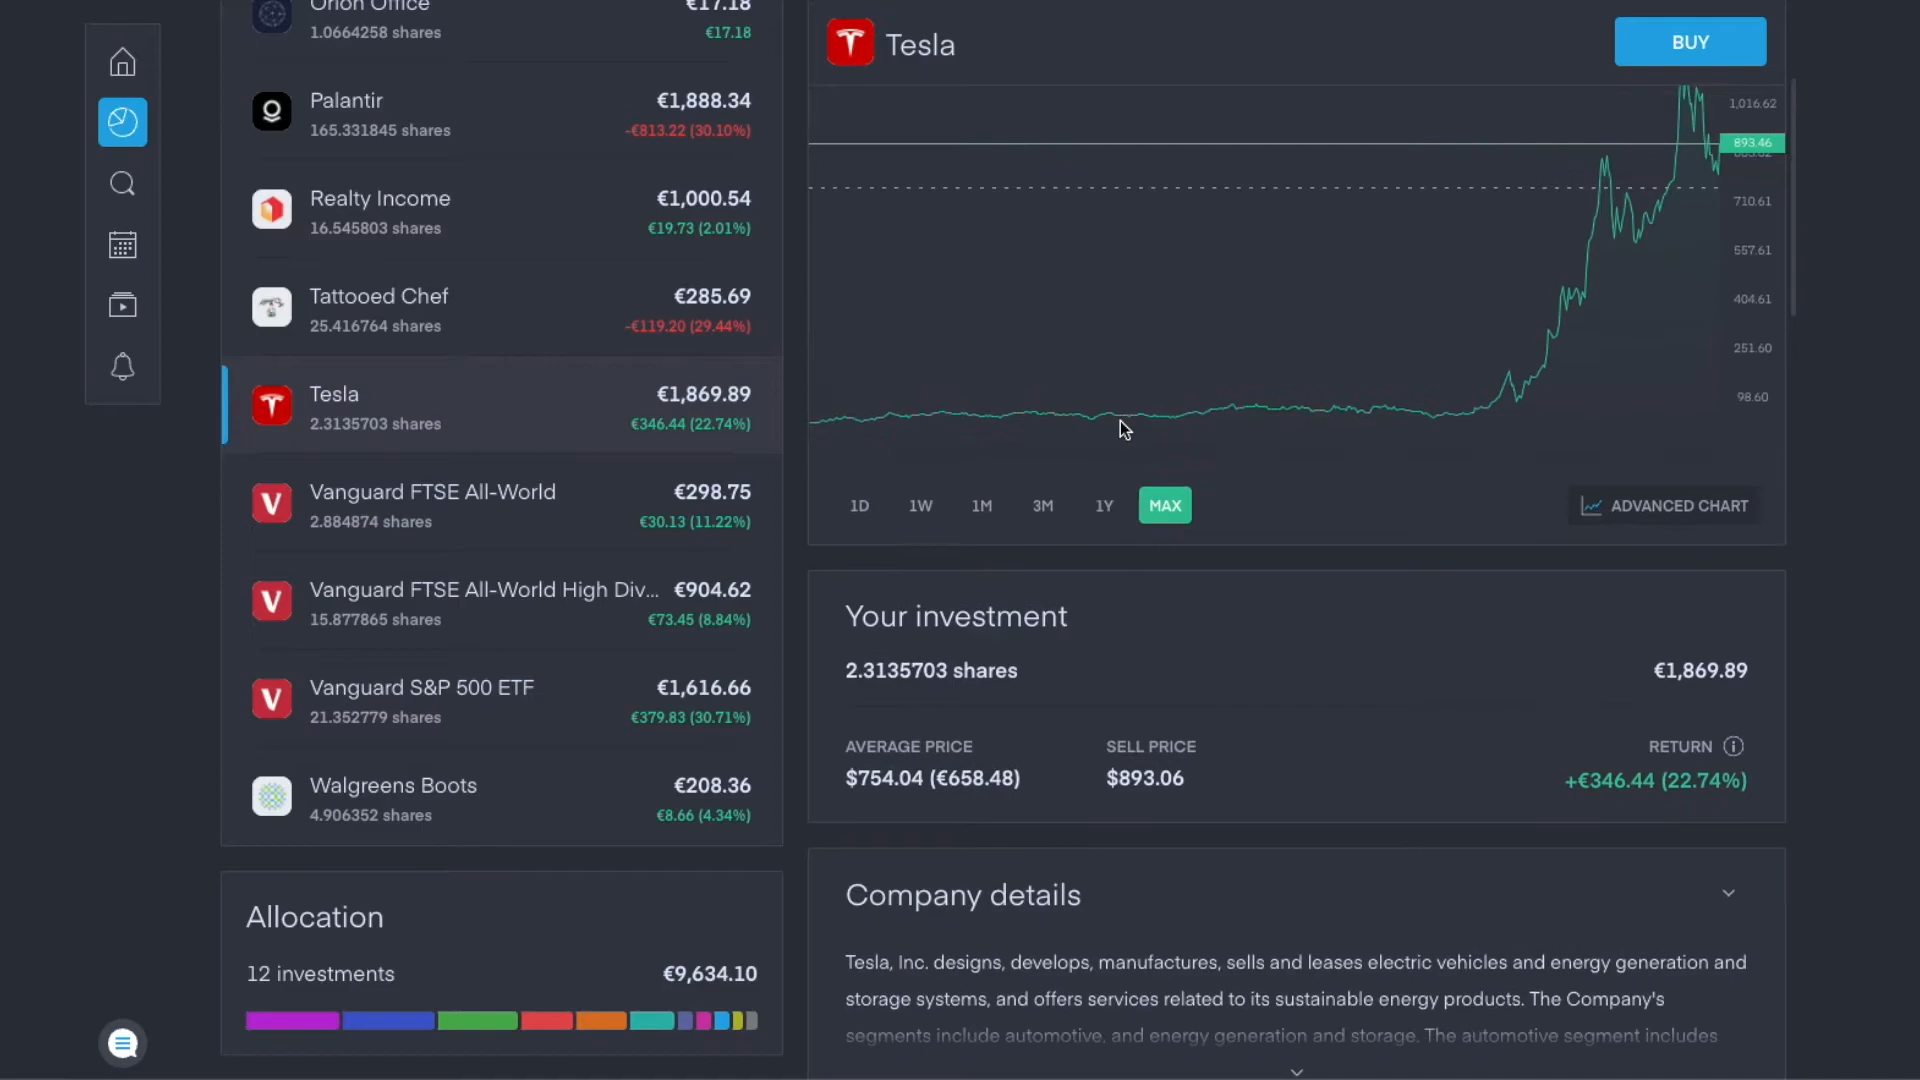 Orion Office
€17.18
1.0664258 shares
€17.18
Palantir
€1,888.34
165.331845 shares
-€813.22 (30.10%)
Realty Income
€1,000.54
16.545803 shares
€19.73 (2.01%)
Tattooed Chef
€285.69
25.416764 shares
-€119.20 (29.44%)
Tesla
€1,869.89
2.3135703 shares
€346.44 (22.74%)
Vanguard FTSE All-World
€298.75
2.884874 shares
€30.13 (11.22%)
Vanguard FTSE All-World High Div...
€904.62
15.877865 shares
€73.45 (8.84%)
Vanguard S&P 500 ETF
€1,616.66
21.352779 shares
€379.83 (30.71%)
Walgreens Boots
€208.36
4.906352 shares
€8.66 (4.34%)
Allocation
12 investments
€9,634.10
Tesla
BUY
1,016.62
893.46
710.61
557.61
404.61
251.60
98.60
1D 1W 1M 3M 1Y MAX
ADVANCED CHART
Your investment
2.3135703 shares
€1,869.89
AVERAGE PRICE
$754.04 (€658.48)
SELL PRICE
$893.06
RETURN
+€346.44 (22.74%)
Company details
Tesla, Inc. designs, develops, manufactures, sells and leases electric vehicles and energy generation and
storage systems, and offers services related to its sustainable energy products. The Company's
segments include automotive, and energy generation and storage. The automotive segment includes